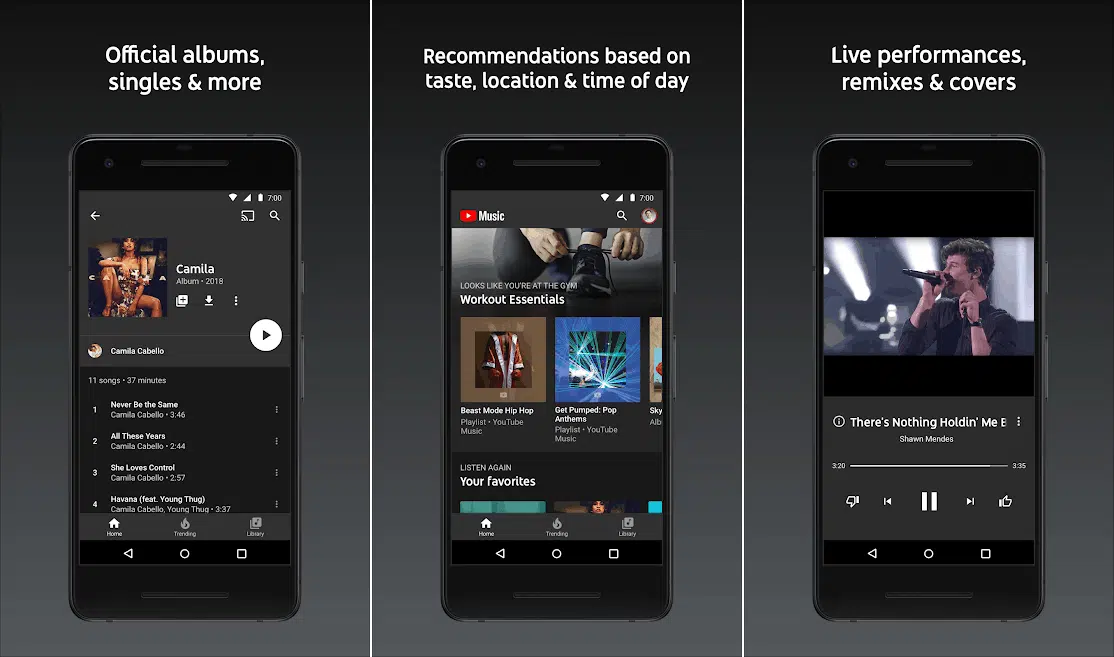 Official albums,
singles & more
7:00
Camila
Album • 2018
Camila Cabello
11 songs • 37 minutes
1
Never Be the Same
Camila Cabello • 3:46
2
All These Years
Camila Cabello • 2:44
3
She Loves Control
Camila Cabello • 2:57
4
Havana (feat. Young Thug)
Camila Cabello, Young Thug • 3:37
Home
Trending
Library
Recommendations based on
taste, location & time of day
7:00
Music
LOOKS LIKE YOU'RE AT THE GYM
Workout Essentials
Beast Mode Hip Hop
Playlist • YouTube
Music
Get Pumped: Pop
Anthems
Playlist • YouTube
Music
Sky
Alb
LISTEN AGAIN
Your favorites
Home
Trending
Library
Live performances,
remixes & covers
There's Nothing Holdin' Me B
Shawn Mendes
3:20
3:35